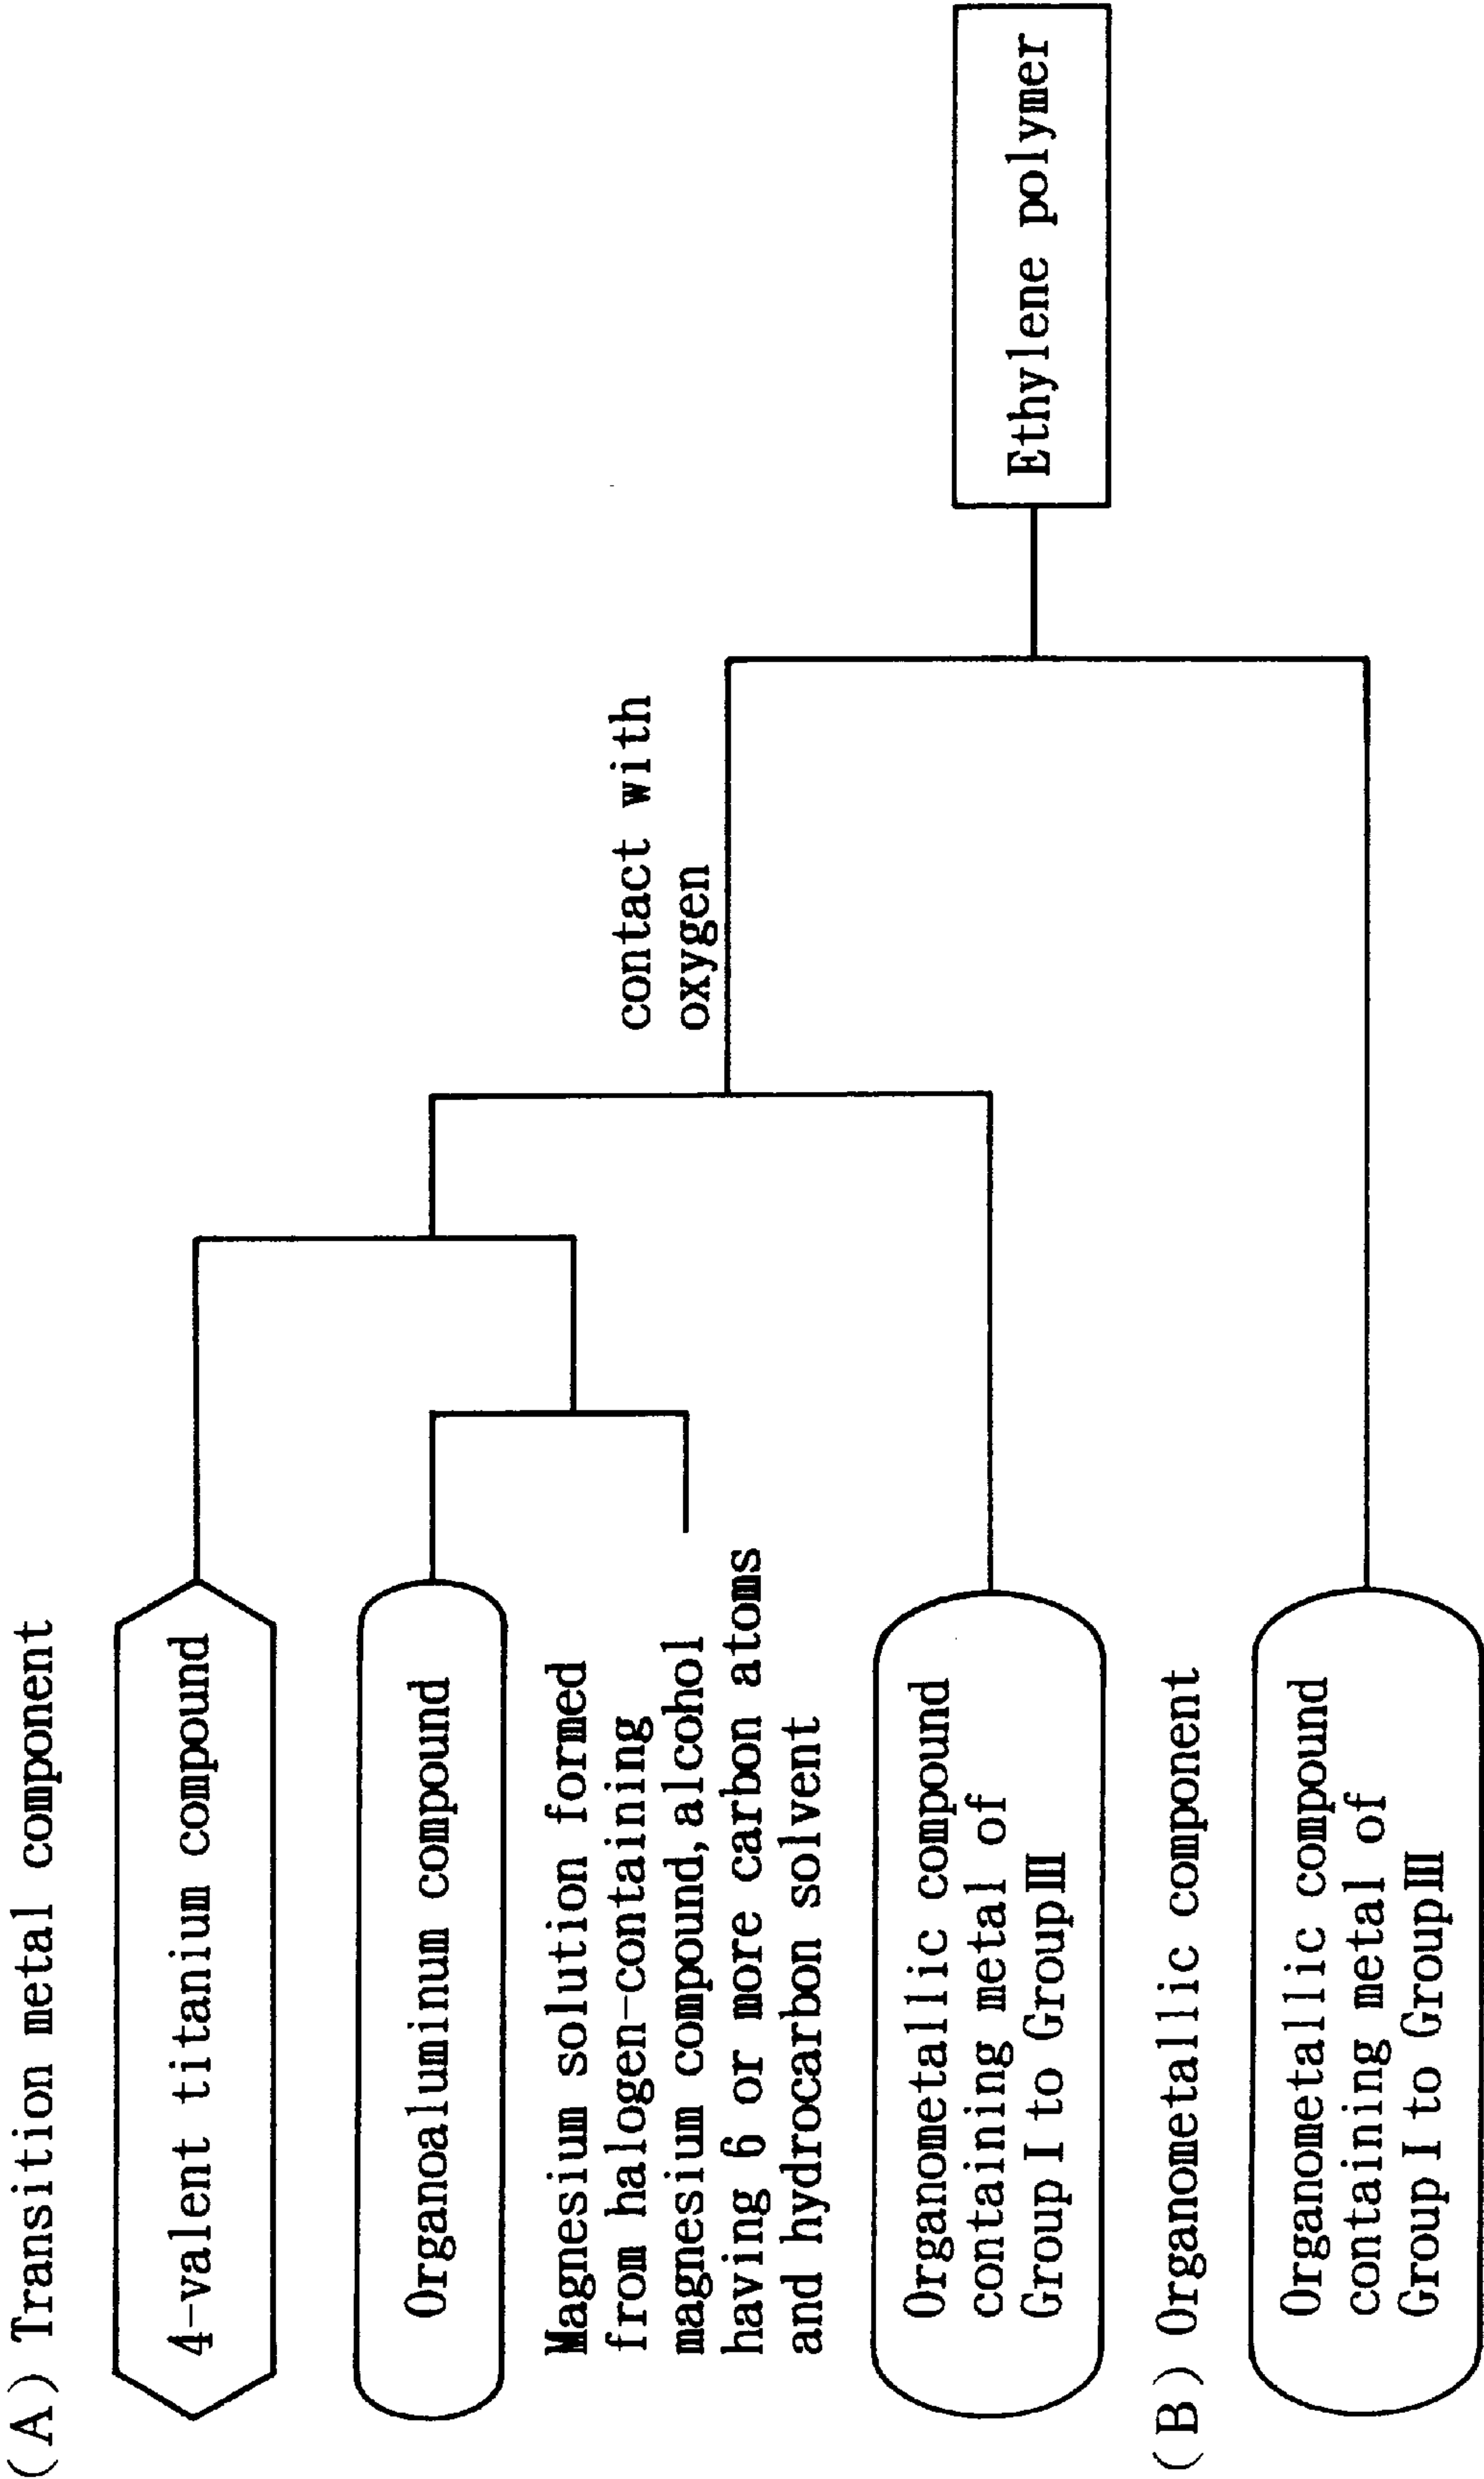 (A) Transition metal component
4-valent titanium compound
Organoaluminum compound
Magnesium solution formed
from halogen-containing
magnesium compound, alcohol
having 6 or more carbon atoms
and hydrocarbon solvent
Organometallic compound
containing metal of
Group I to Group III
contact with
oxygen
Ethylene polymer
(B) Organometallic component
Organometallic compound
containing metal of
Group I to Group III